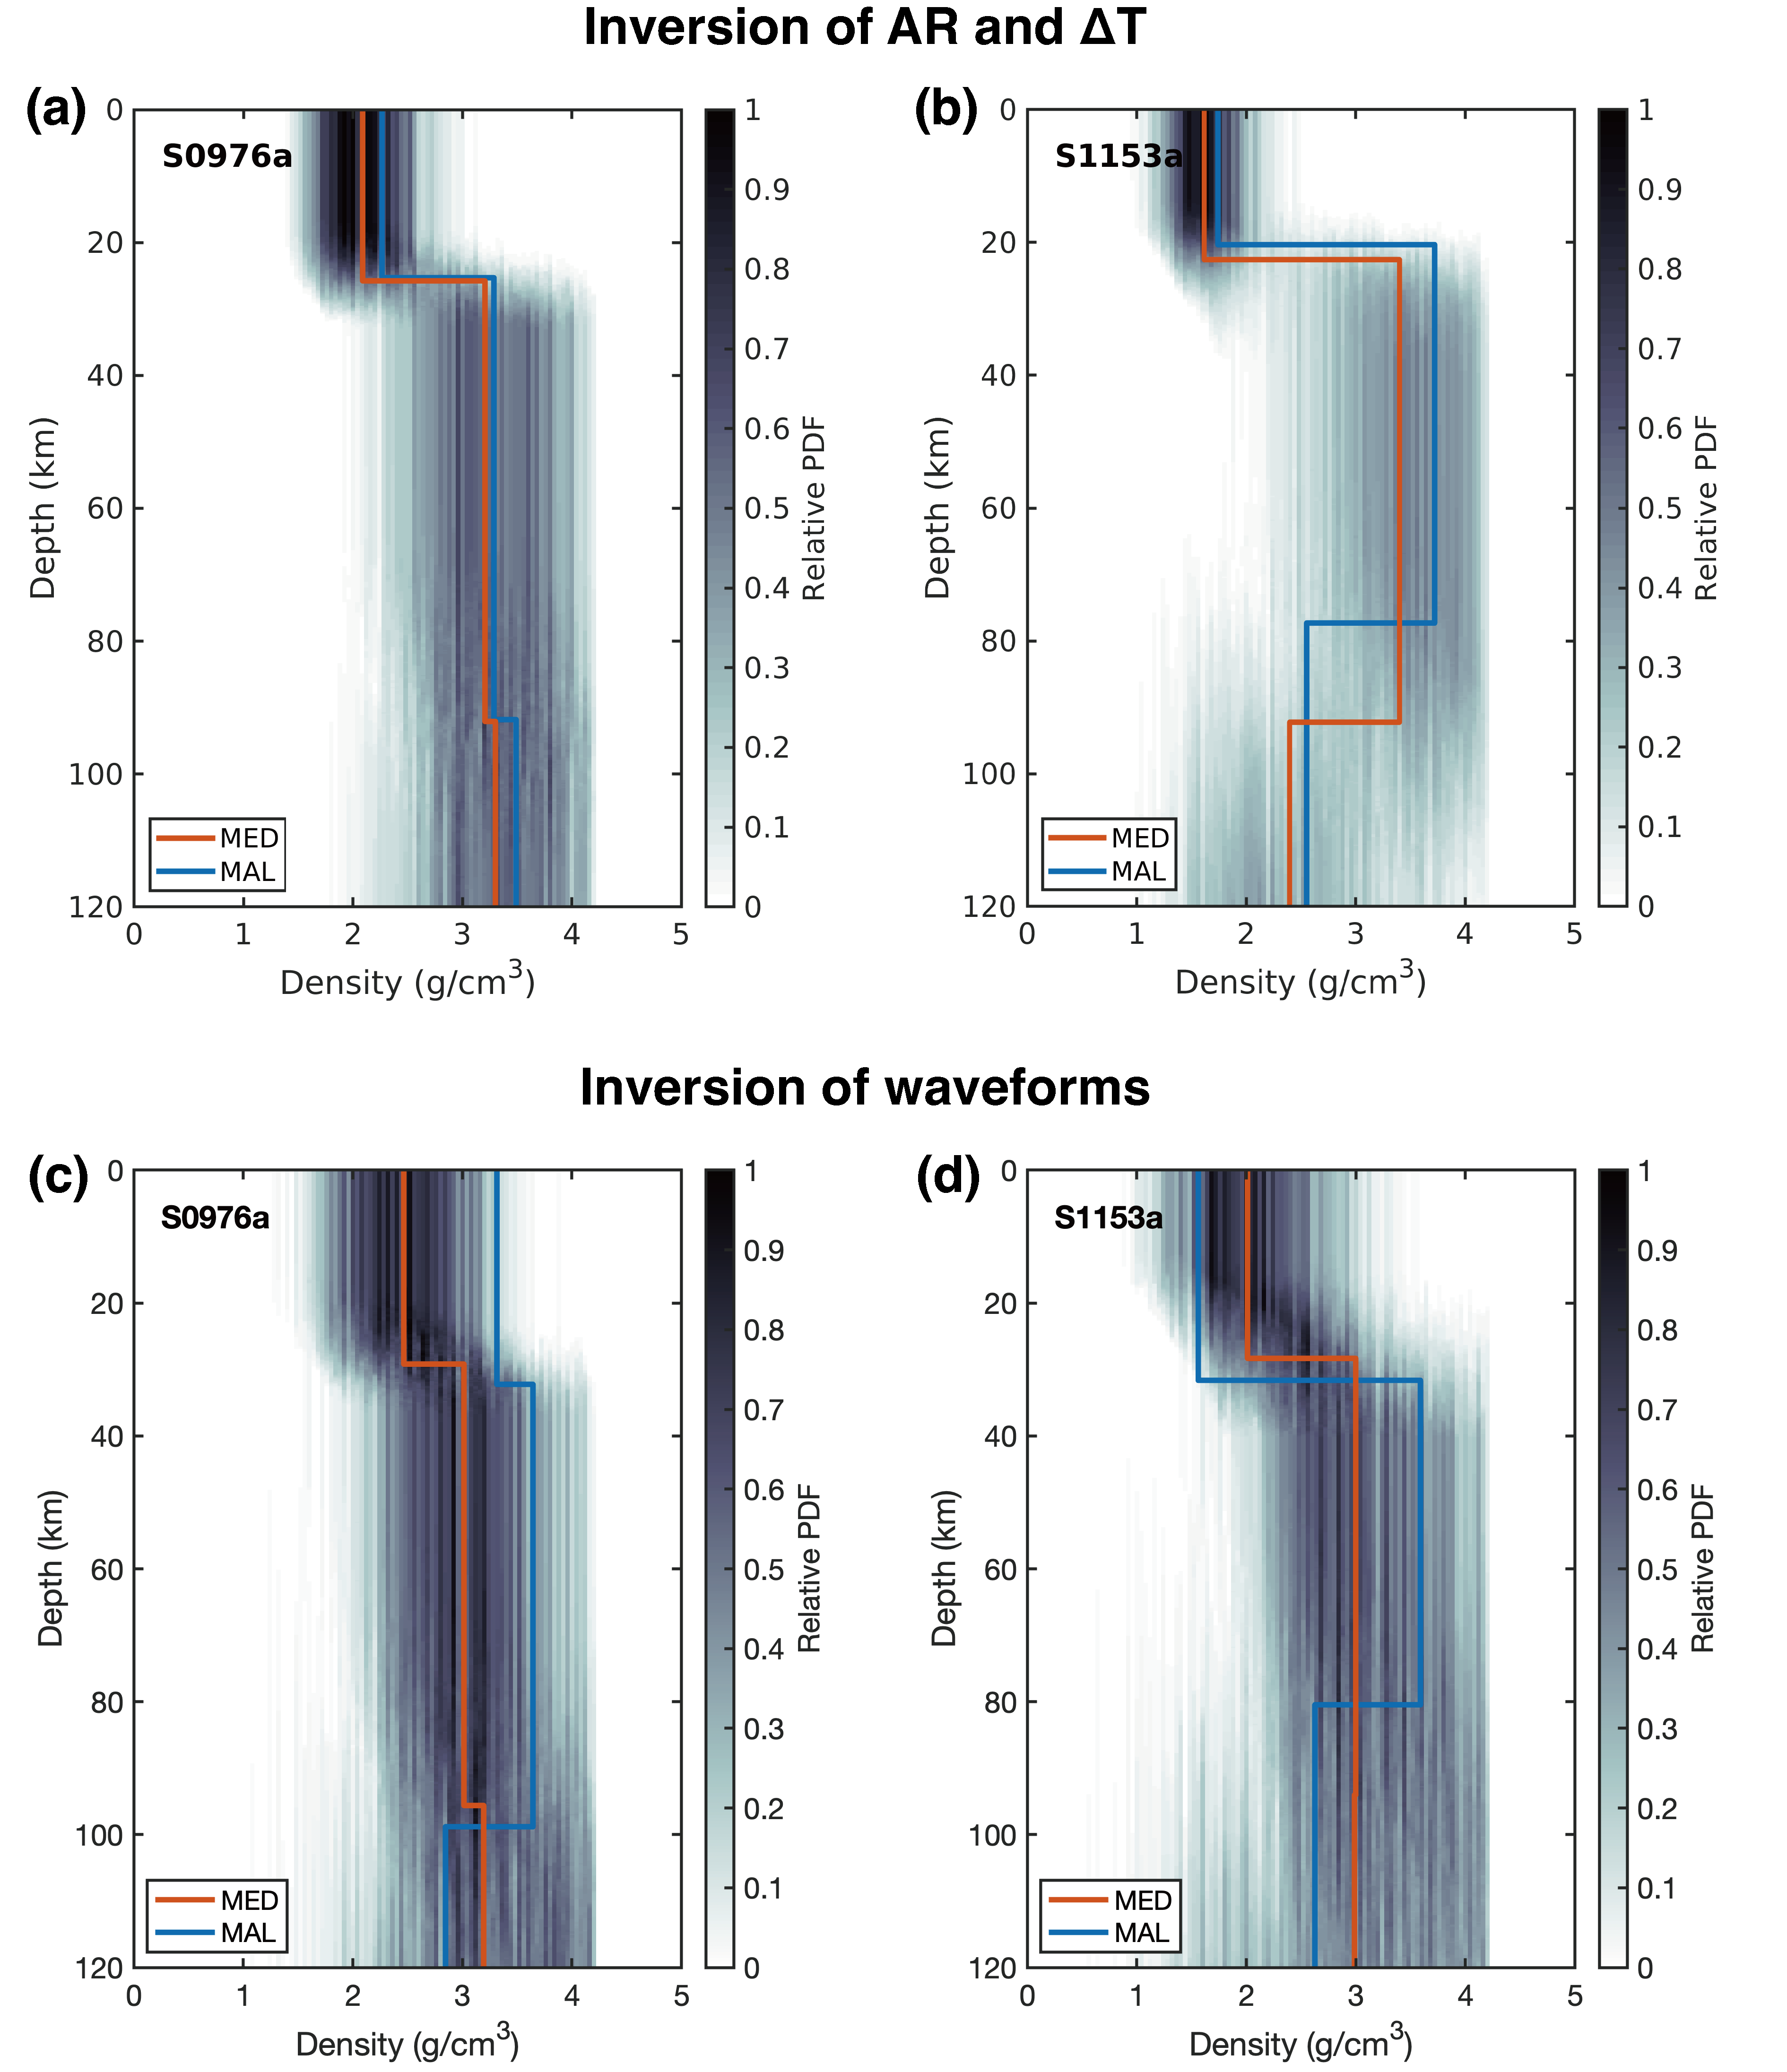 Inversion of AR and ΔT
(a)
S0976a
0
20
40
60
80
100
120
Depth (km)
MED
MAL
0 1 2 3 4 5
Density (g/cm³)
1
0.9
0.8
0.7
0.6
0.5
0.4
0.3
0.2
0.1
0
Relative PDF
(b)
S1153a
0
20
40
60
80
100
120
Depth (km)
MED
MAL
0 1 2 3 4 5
Density (g/cm³)
1
0.9
0.8
0.7
0.6
0.5
0.4
0.3
0.2
0.1
0
Relative PDF
Inversion of waveforms
(c)
S0976a
0
20
40
60
80
100
120
Depth (km)
MED
MAL
0 1 2 3 4 5
Density (g/cm³)
1
0.9
0.8
0.7
0.6
0.5
0.4
0.3
0.2
0.1
0
Relative PDF
(d)
S1153a
0
20
40
60
80
100
120
Depth (km)
MED
MAL
0 1 2 3 4 5
Density (g/cm³)
1
0.9
0.8
0.7
0.6
0.5
0.4
0.3
0.2
0.1
0
Relative PDF